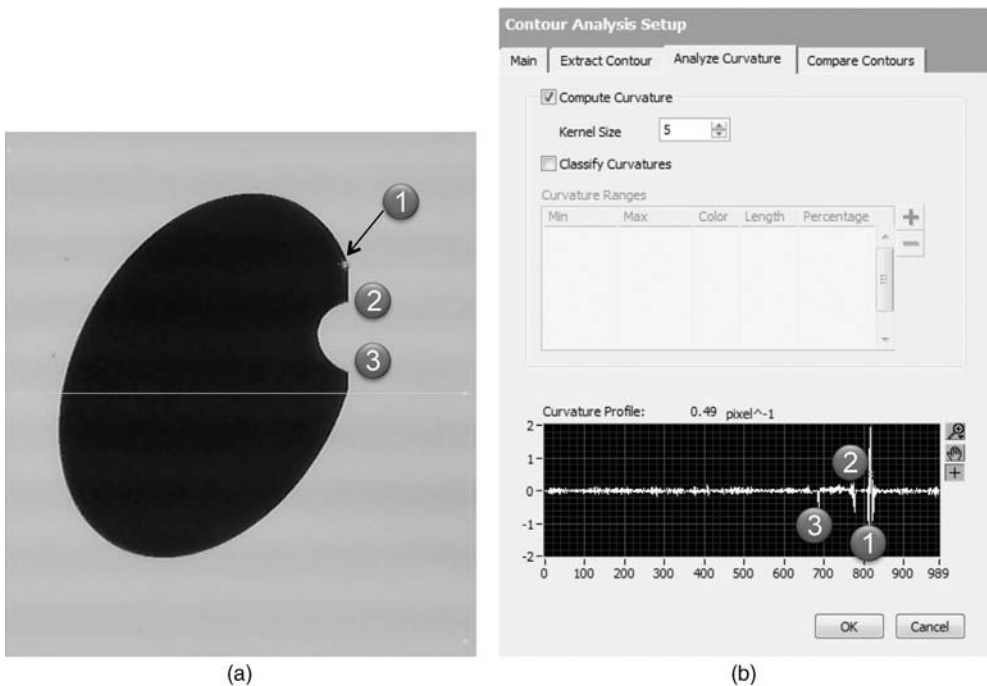 1
2
3
(a)
Contour Analysis Setup
Main Extract Contour Analyze Curvature Compare Contours
Compute Curvature
Kernel Size 5
Classify Curvatures
Curvature Ranges
Min Max Color Length Percentage
+
−
Curvature Profile: 0.49 pixel^-1
2
1
0
-1
-2
2
3
1
0 100 200 300 400 500 600 700 800 900 989
OK Cancel
(b)